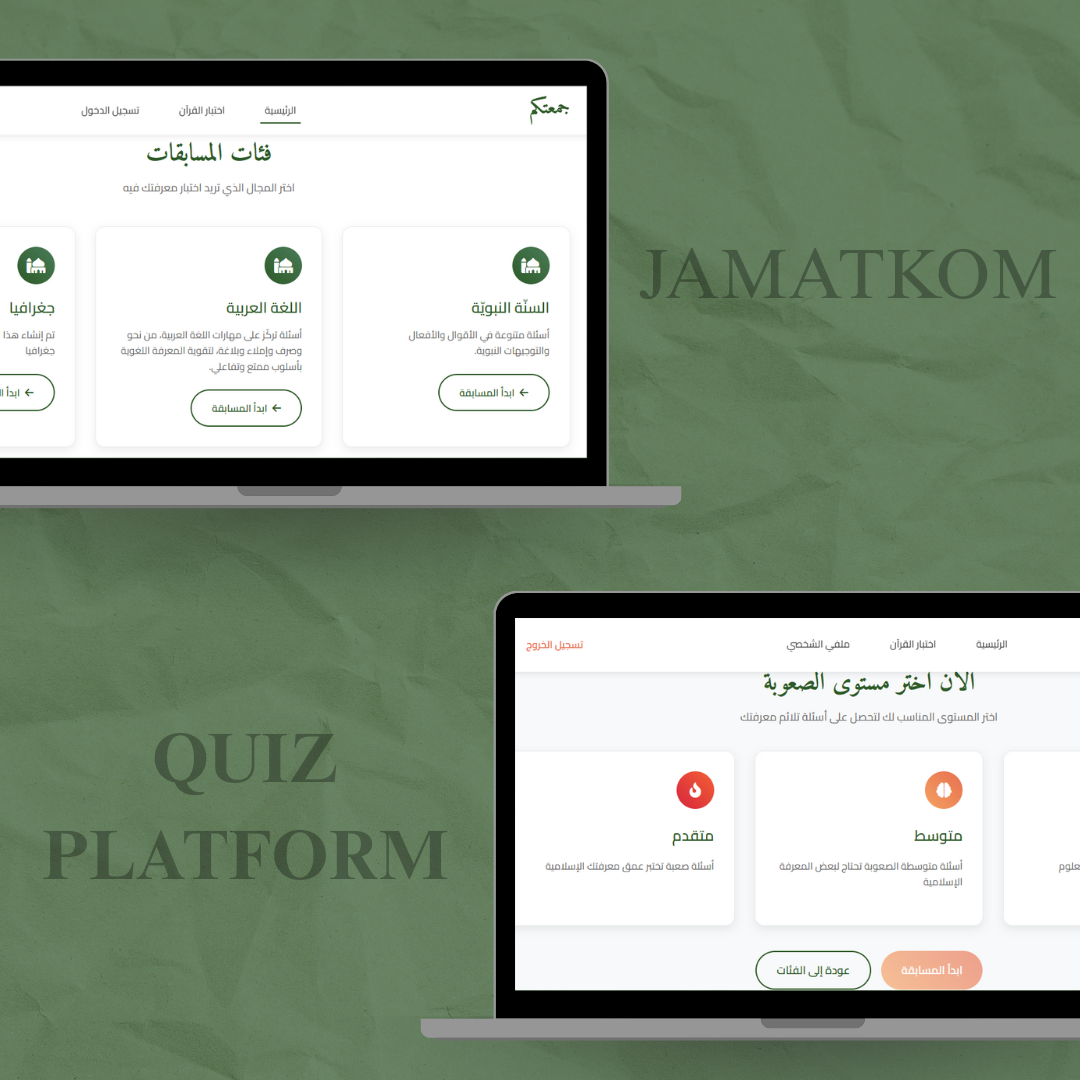 جمعتكم
الرئيسية
اختبار القرآن
تسجيل الدخول
فئات المسابقات
اختر المجال الذي تريد اختبار معرفتك فيه
السنّة النبويّة
أسئلة متنوعة في الأقوال والأفعال
والتوجيهات النبوية.
ابدأ المسابقة
اللغة العربية
أسئلة تركّز على مهارات اللغة العربية، من نحو
وصرف وإملاء وبلاغة، لتقوية المعرفة اللغوية
بأسلوب ممتع وتفاعلي.
ابدأ المسابقة
جغرافيا
تم إنشاء هذا
جغرافيا
ابدأ ال
JAMATKOM
QUIZ
PLATFORM
الرئيسية
اختبار القرآن
ملفي الشخصي
تسجيل الخروج
الآن اختر مستوى الصعوبة
اختر المستوى المناسب لك لتحصل على أسئلة تلائم معرفتك
علوم
متوسط
أسئلة متوسطة الصعوبة تحتاج لبعض المعرفة
الإسلامية
متقدم
أسئلة صعبة تختبر عمق معرفتك الإسلامية
ابدأ المسابقة
عودة إلى الفئات